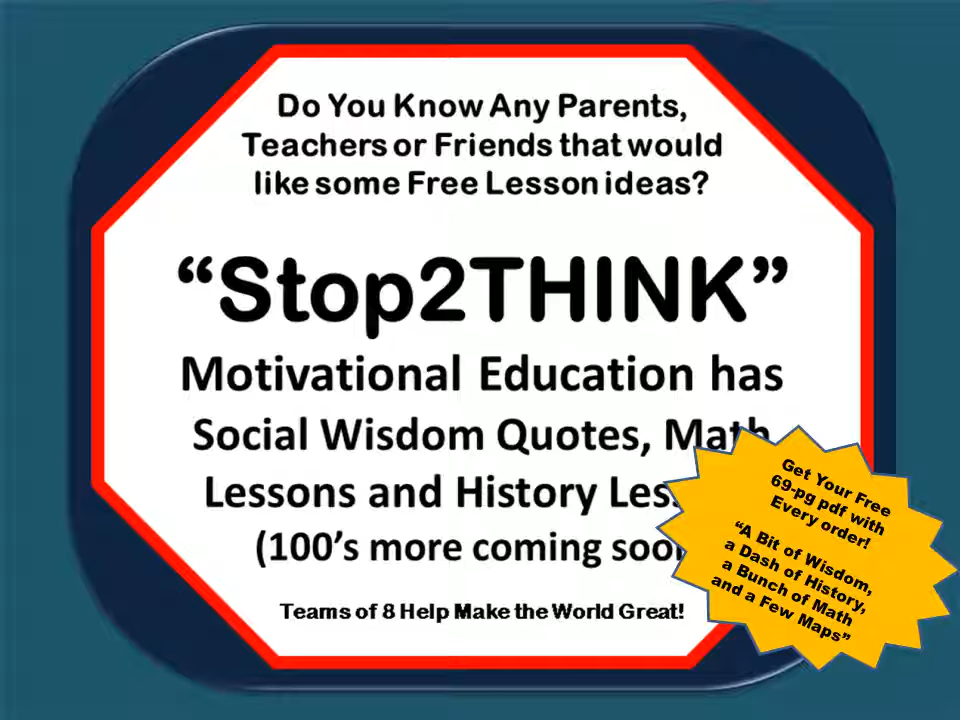 Do You Know Any Parents,
Teachers or Friends that would
like some Free Lesson ideas?
“Stop2THINK”
Motivational Education has
Social Wisdom Quotes, Math
Lessons and History
(100’s more coming
Teams of 8 Help Make the World Great!
Get Your Free
69-pg pdf with
Every order!
“A Bit of Wisdom,
a Dash of History,
a Bunch of Math
and a Few Maps”